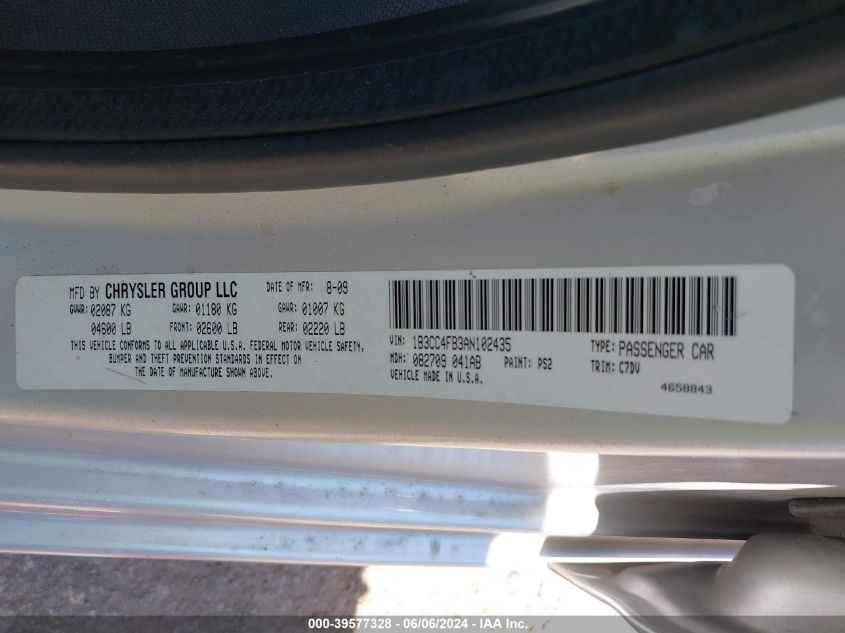 MFD BY CHRYSLER GROUP LLC DATE OF MFR: 8-09
GVWR: 02087 KG GAWR: 01180 KG GAWR: 01007 KG
04600 LB FRONT: 02600 LB REAR: 02220 LB
THIS VEHICLE CONFORMS TO ALL APPLICABLE U.S.A. FEDERAL MOTOR VEHICLE SAFETY,
BUMPER AND THEFT PREVENTION STANDARDS IN EFFECT ON
THE DATE OF MANUFACTURE SHOWN ABOVE.
VIN: 1B3CC4FB3AN102435 TYPE: PASSENGER CAR
MDH: 082709 041AB PAINT: PS2 TRIM: C7DV
VEHICLE MADE IN U.S.A. 4658843
000-39577328 - 06/06/2024 - IAA Inc.